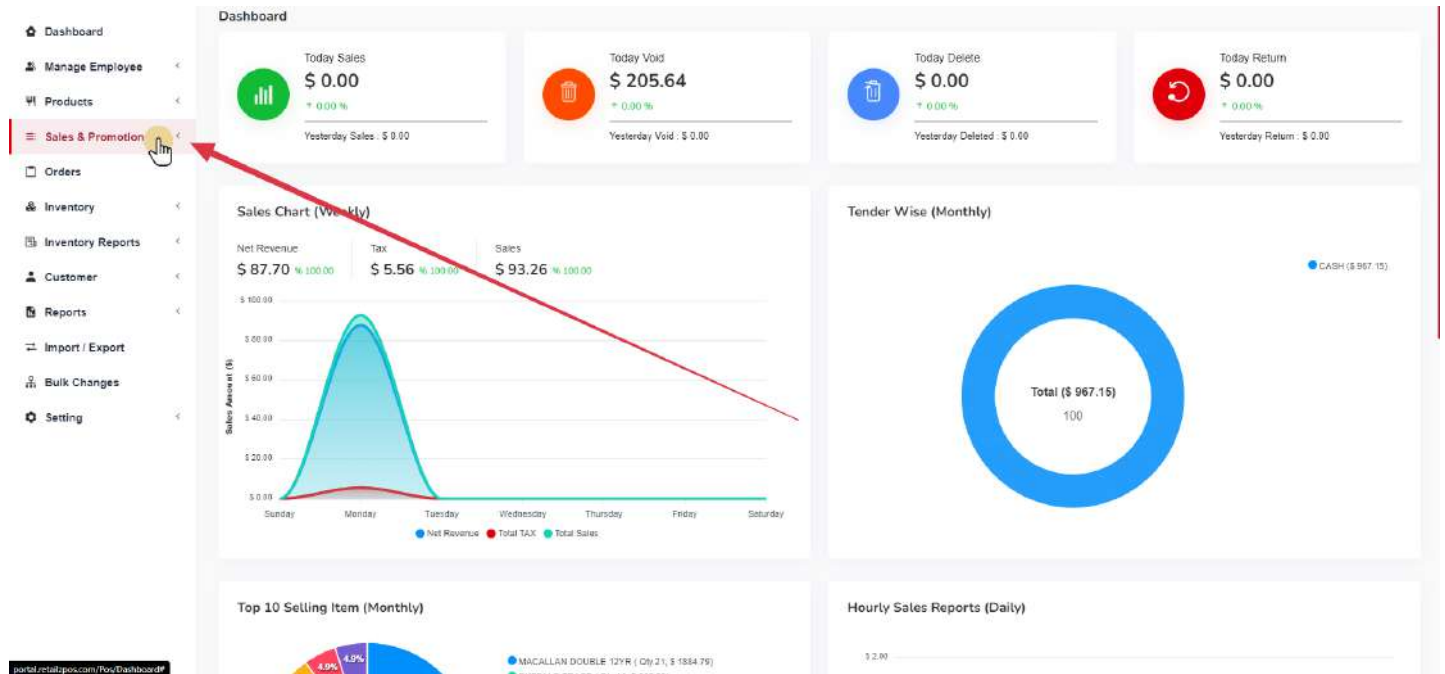 Dashboard
Manage Employee
Products
Sales & Promotion
Orders
Inventory
Inventory Reports
Customer
Reports
Import / Export
Bulk Changes
Setting
portal.retailzpos.com/Pos/Dashboard#
Dashboard
Today Sales
$ 0.00
↑ 0.00 %
Yesterday Sales : $ 0.00
Today Void
$ 205.64
↑ 0.00 %
Yesterday Void : $ 0.00
Today Delete
$ 0.00
↑ 0.00 %
Yesterday Deleted : $ 0.00
Today Return
$ 0.00
↑ 0.00 %
Yesterday Return : $ 0.00
Sales Chart (Weekly)
Net Revenue
$ 87.70 % 100.00
Tax
$ 5.56 % 100.00
Sales
$ 93.26 % 100.00
Sales Amount ($)
$ 100.00
$ 80.00
$ 60.00
$ 40.00
$ 20.00
$ 0.00
Sunday Monday Tuesday Wednesday Thursday Friday Saturday
Net Revenue Total TAX Total Sales
Tender Wise (Monthly)
CASH ($ 967.15)
Total ($ 967.15)
100
Top 10 Selling Item (Monthly)
4.9% 4.9%
MACALLAN DOUBLE 12YR ( Qty 21, $ 1884.79)
Hourly Sales Reports (Daily)
$ 2.00